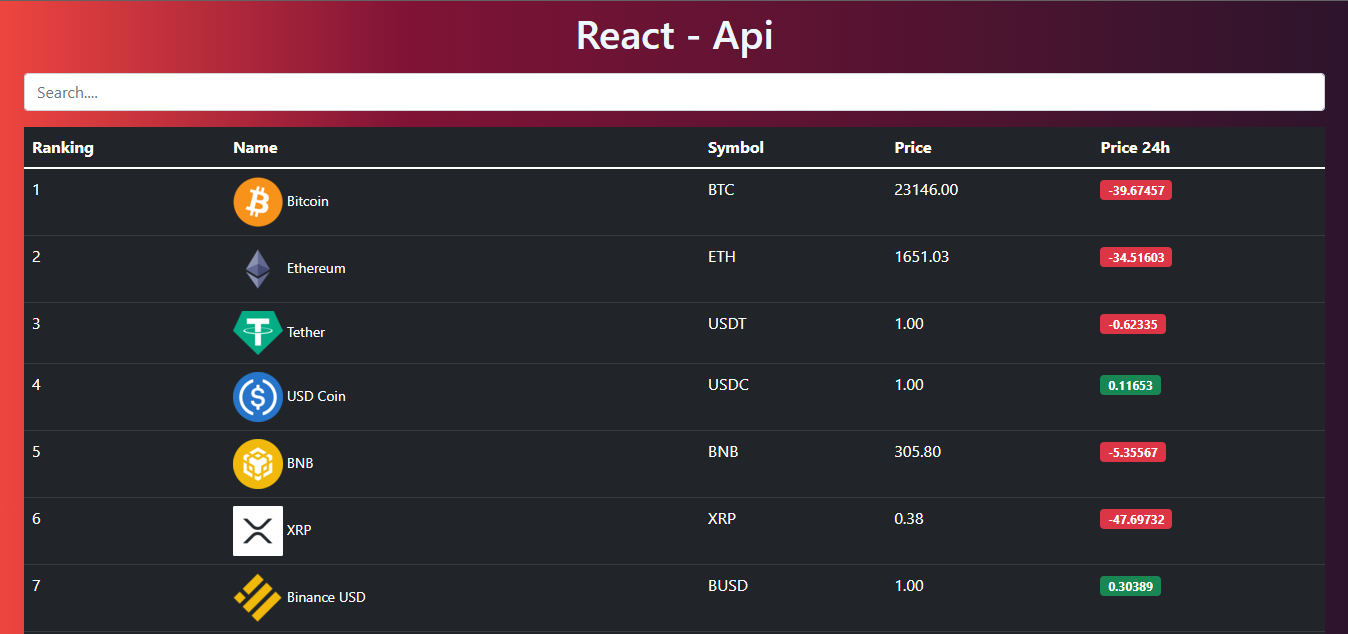 React - Api
Search....
Ranking Name Symbol Price Price 24h
1 Bitcoin BTC 23146.00 -39.67457
2 Ethereum ETH 1651.03 -34.51603
3 Tether USDT 1.00 -0.62335
4 USD Coin USDC 1.00 0.11653
5 BNB BNB 305.80 -5.35567
6 XRP XRP 0.38 -47.69732
7 Binance USD BUSD 1.00 0.30389